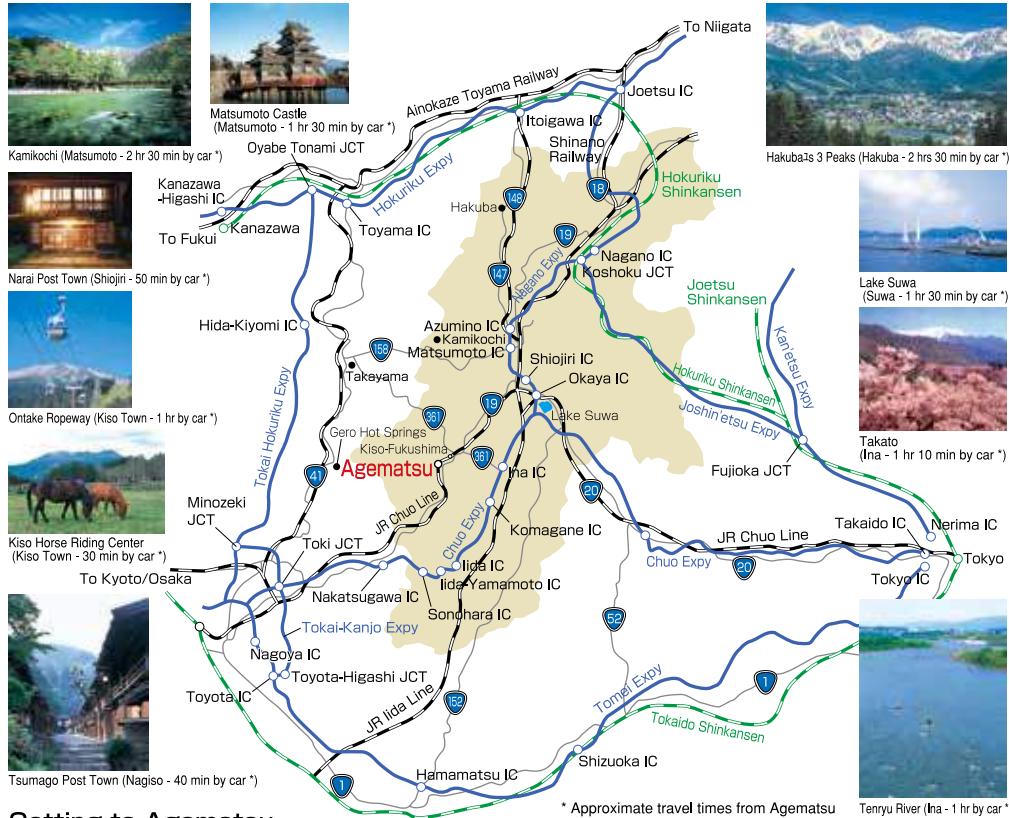 To Niigata
Ainokaze Toyama Railway
Joetsu IC
Matsumoto Castle
(Matsumoto - 1 hr 30 min by car *)
Itoigawa IC
Kamikochi (Matsumoto - 2 hr 30 min by car *)
Oyabe Tonami JCT
Shinano
Railway
Hakubaュs 3 Peaks (Hakuba - 2 hrs 30 min by car *)
Kanazawa
-Higashi IC
Hokuriku Expy
Hokuriku
Shinkansen
148
18
Hakuba
To Fukui
Kanazawa
Toyama IC
19
Nagano IC
Koshoku JCT
Narai Post Town (Shiojiri - 50 min by car *)
147
Nagano Expy
Joetsu
Shinkansen
Lake Suwa
(Suwa - 1 hr 30 min by car *)
Hida-Kiyomi IC
Azumino IC
Kamikochi
Matsumoto IC
Kan'etsu Expy
158
Takayama
Shiojiri IC
Okaya IC
Hokuriku Shinkansen
Joshin'etsu Expy
Ontake Ropeway (Kiso Town - 1 hr by car *)
19
361
Lake Suwa
Tokai Hokuriku Expy
Gero Hot Springs
Kiso-Fukushima
Agematsu
361
Ina IC
Takato
(Ina - 1 hr 10 min by car *)
Fujioka JCT
41
20
Minozeki
JCT
JR Chuo Line
Chuo Expy
Komagane IC
Kiso Horse Riding Center
(Kiso Town - 30 min by car *)
Toki JCT
Takaido IC
Nerima IC
JR Chuo Line
Chuo Expy
20
Tokyo
Tokyo IC
To Kyoto/Osaka
Iida IC
Iida-Yamamoto IC
Nakatsugawa IC
Sonohara IC
Tokai-Kanjo Expy
52
Nagoya IC
Toyota-Higashi JCT
Toyota IC
JR Iida Line
152
Tomei Expy
1
Tokaido Shinkansen
Shizuoka IC
Tsumago Post Town (Nagiso - 40 min by car *)
1
Hamamatsu IC
* Approximate travel times from Agematsu
Tenryu River (Ina - 1 hr by car *
Getting to Agematsu